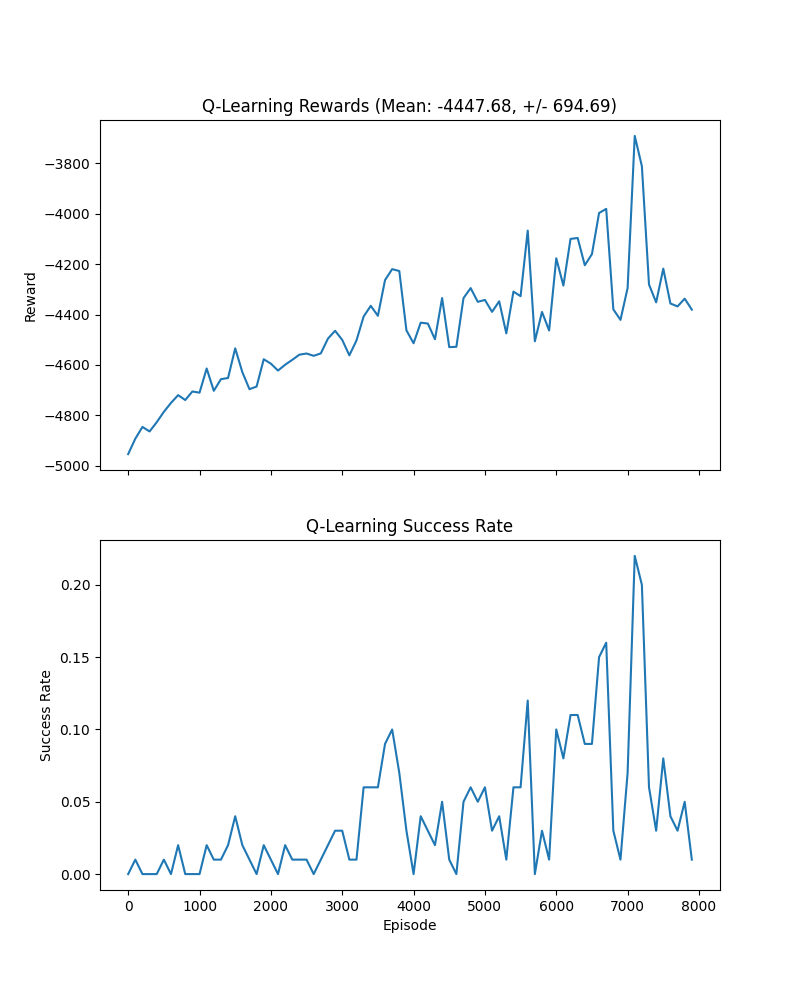 Q-Learning Rewards (Mean: -4447.68, +/- 694.69)
−3800
−4000
−4200
−4400
−4600
−4800
−5000
Reward
Q-Learning Success Rate
0.20
0.15
0.10
0.05
0.00
Success Rate
0 1000 2000 3000 4000 5000 6000 7000 8000
Episode